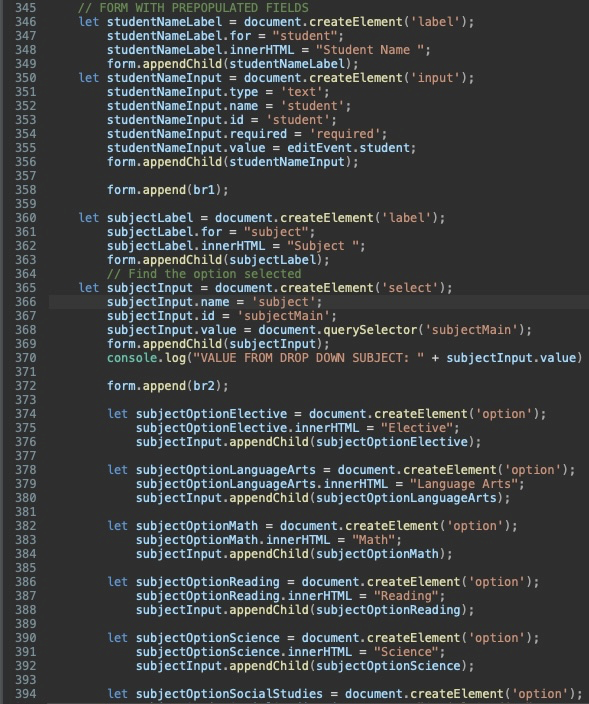 345 // FORM WITH PREPOPULATED FIELDS
346 let studentNameLabel = document.createElement('label');
347 studentNameLabel.for = "student";
348 studentNameLabel.innerHTML = "Student Name ";
349 form.appendChild(studentNameLabel);
350 let studentNameInput = document.createElement('input');
351 studentNameInput.type = 'text';
352 studentNameInput.name = 'student';
353 studentNameInput.id = 'student';
354 studentNameInput.required = 'required';
355 studentNameInput.value = editEvent.student;
356 form.appendChild(studentNameInput);
357
358 form.append(br1);
359
360 let subjectLabel = document.createElement('label');
361 subjectLabel.for = "subject";
362 subjectLabel.innerHTML = "Subject ";
363 form.appendChild(subjectLabel);
364 // Find the option selected
365 let subjectInput = document.createElement('select');
366 subjectInput.name = 'subject';
367 subjectInput.id = 'subjectMain';
368 subjectInput.value = document.querySelector('subjectMain');
369 form.appendChild(subjectInput);
370 console.log("VALUE FROM DROP DOWN SUBJECT: " + subjectInput.value)
371
372 form.append(br2);
373
374 let subjectOptionElective = document.createElement('option');
375 subjectOptionElective.innerHTML = "Elective";
376 subjectInput.appendChild(subjectOptionElective);
377
378 let subjectOptionLanguageArts = document.createElement('option');
379 subjectOptionLanguageArts.innerHTML = "Language Arts";
380 subjectInput.appendChild(subjectOptionLanguageArts);
381
382 let subjectOptionMath = document.createElement('option');
383 subjectOptionMath.innerHTML = "Math";
384 subjectInput.appendChild(subjectOptionMath);
385
386 let subjectOptionReading = document.createElement('option');
387 subjectOptionReading.innerHTML = "Reading";
388 subjectInput.appendChild(subjectOptionReading);
389
390 let subjectOptionScience = document.createElement('option');
391 subjectOptionScience.innerHTML = "Science";
392 subjectInput.appendChild(subjectOptionScience);
393
394 let subjectOptionSocialStudies = document.createElement('option');